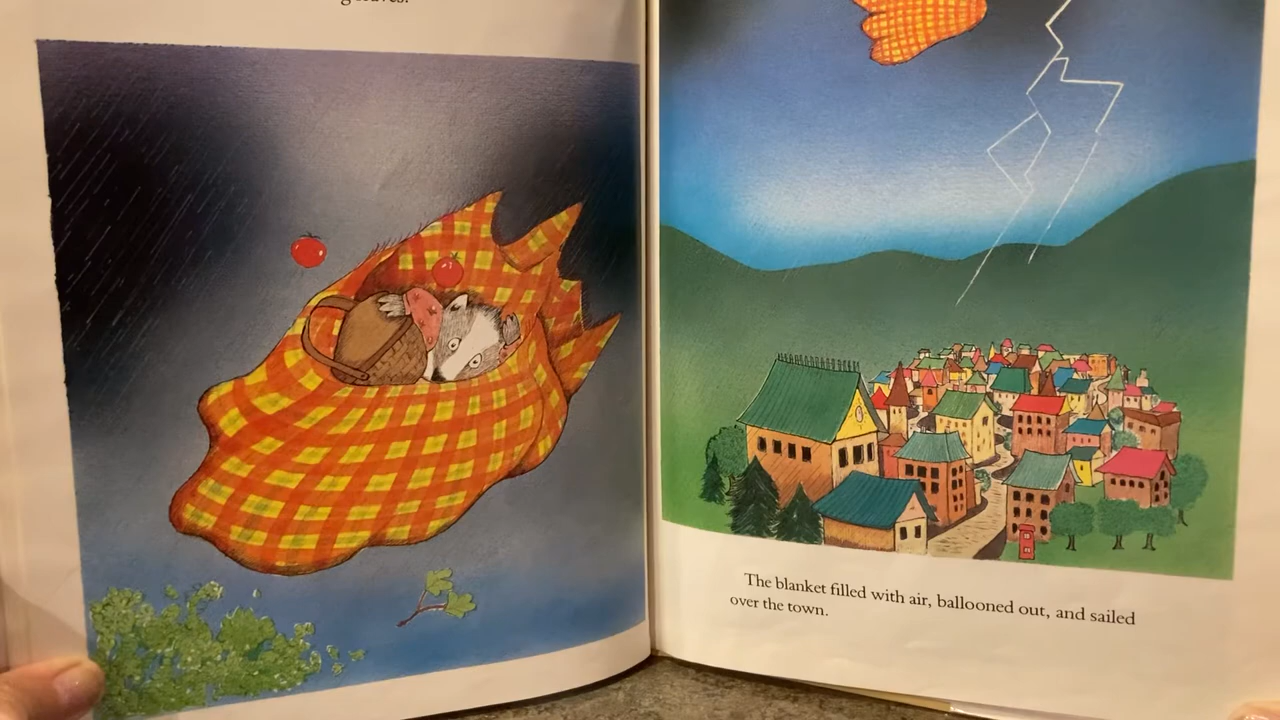 The blanket filled with air, ballooned out, and sailed
over the town.